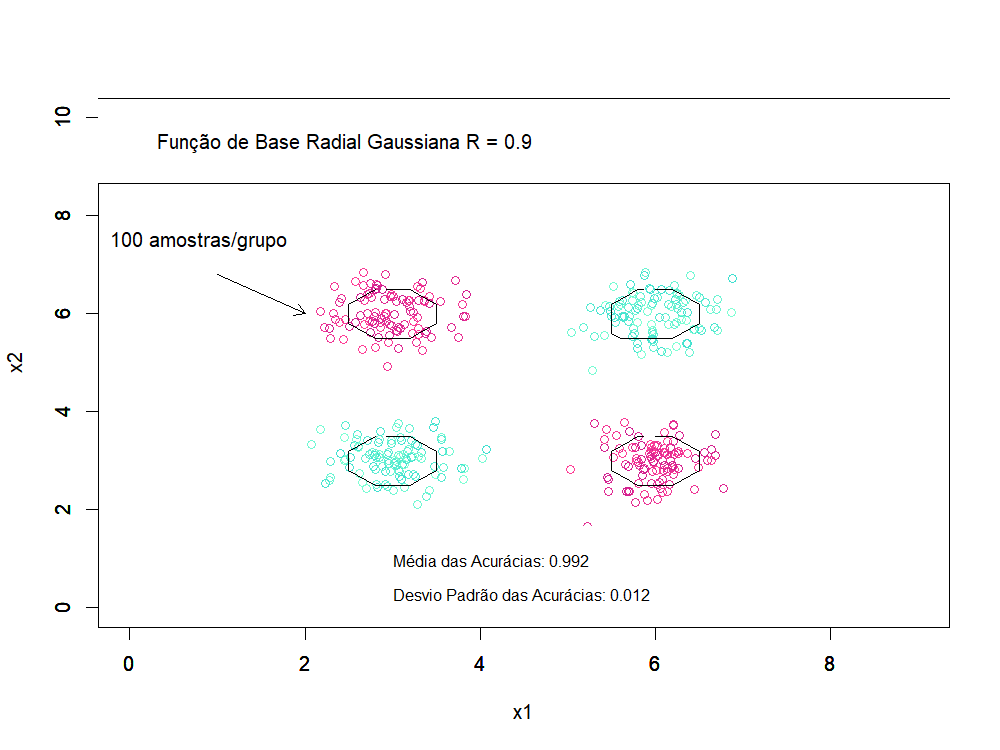 Função de Base Radial Gaussiana R = 0.9
100 amostras/grupo
Média das Acurácias: 0.992
Desvio Padrão das Acurácias: 0.012
x2
10
8
6
4
2
0
0 2 4 6 8
x1